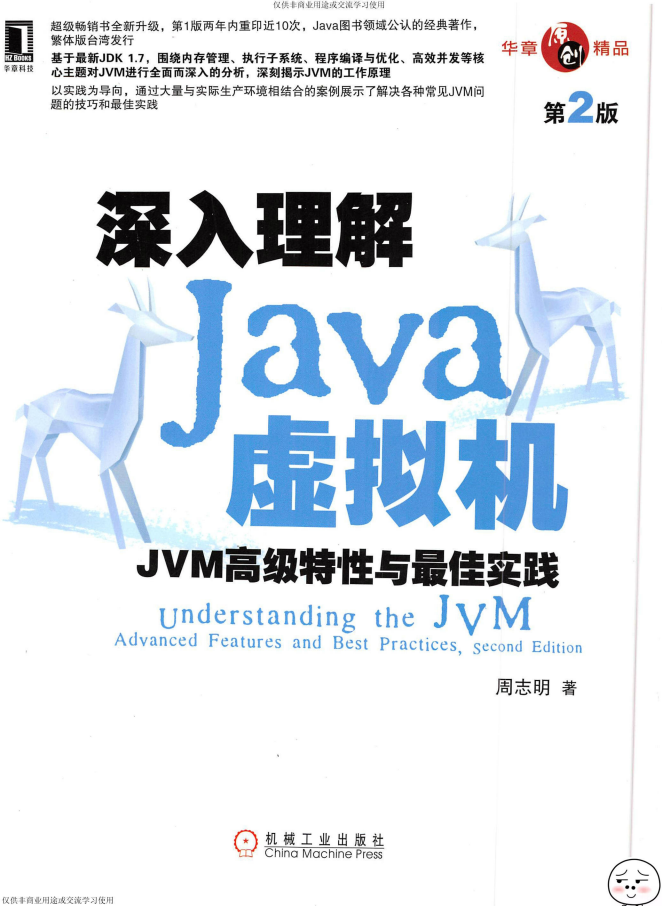 仅供非商业用途或交流学习使用
HZ Books
华章科技
超级畅销书全新升级，第1版两年内重印近10次，Java图书领域公认的经典著作，
繁体版台湾发行
基于最新JDK 1.7，围绕内存管理、执行子系统、程序编译与优化、高效并发等核
心主题对JVM进行全面而深入的分析，深刻揭示JVM的工作原理
以实践为导向，通过大量与实际生产环境相结合的案例展示了解决各种常见JVM问
题的技巧和最佳实践
华章 原创 精品
第2版
深入理解
Java
虚拟机
JVM高级特性与最佳实践
Understanding the JVM
Advanced Features and Best Practices, Second Edition
周志明 著
机械工业出版社
China Machine Press
仅供非商业用途或交流学习使用